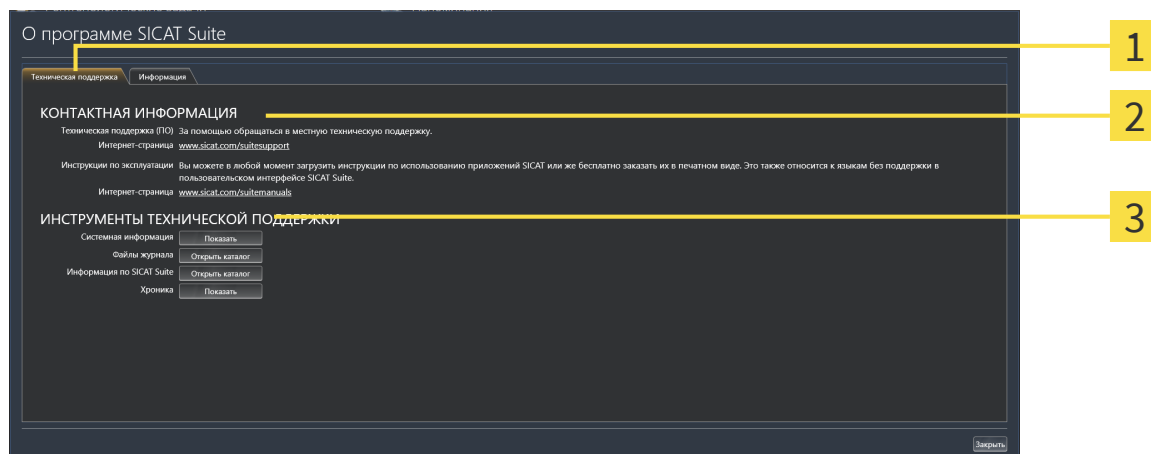 О программе SICAT Suite
1
Техническая поддержка
Информация
КОНТАКТНАЯ ИНФОРМАЦИЯ
2
Техническая поддержка (ПО) За помощью обращаться в местную техническую поддержку.
Интернет-страница www.sicat.com/suitesupport
Инструкции по эксплуатации Вы можете в любой момент загрузить инструкции по использованию приложений SICAT или же бесплатно заказать их в печатном виде. Это также относится к языкам без поддержки в
пользовательском интерфейсе SICAT Suite.
Интернет-страница www.sicat.com/suitemanuals
ИНСТРУМЕНТЫ ТЕХНИЧЕСКОЙ ПОДДЕРЖКИ
3
Системная информация Показать
Файлы журнала Открыть каталог
Информация по SICAT Suite Открыть каталог
Хроника Показать
Закрыть